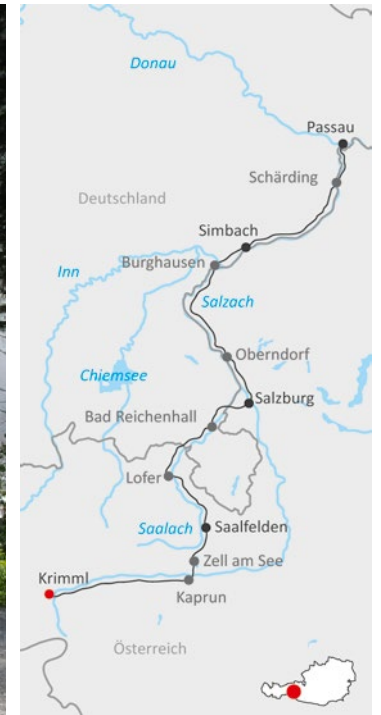 Donau
Passau
Schärding
Deutschland
Simbach
Burghausen
Inn
Salzach
Oberndorf
Chiemsee
Salzburg
Bad Reichenhall
Lofer
Saalach
Saalfelden
Zell am See
Krimml
Kaprun
Österreich